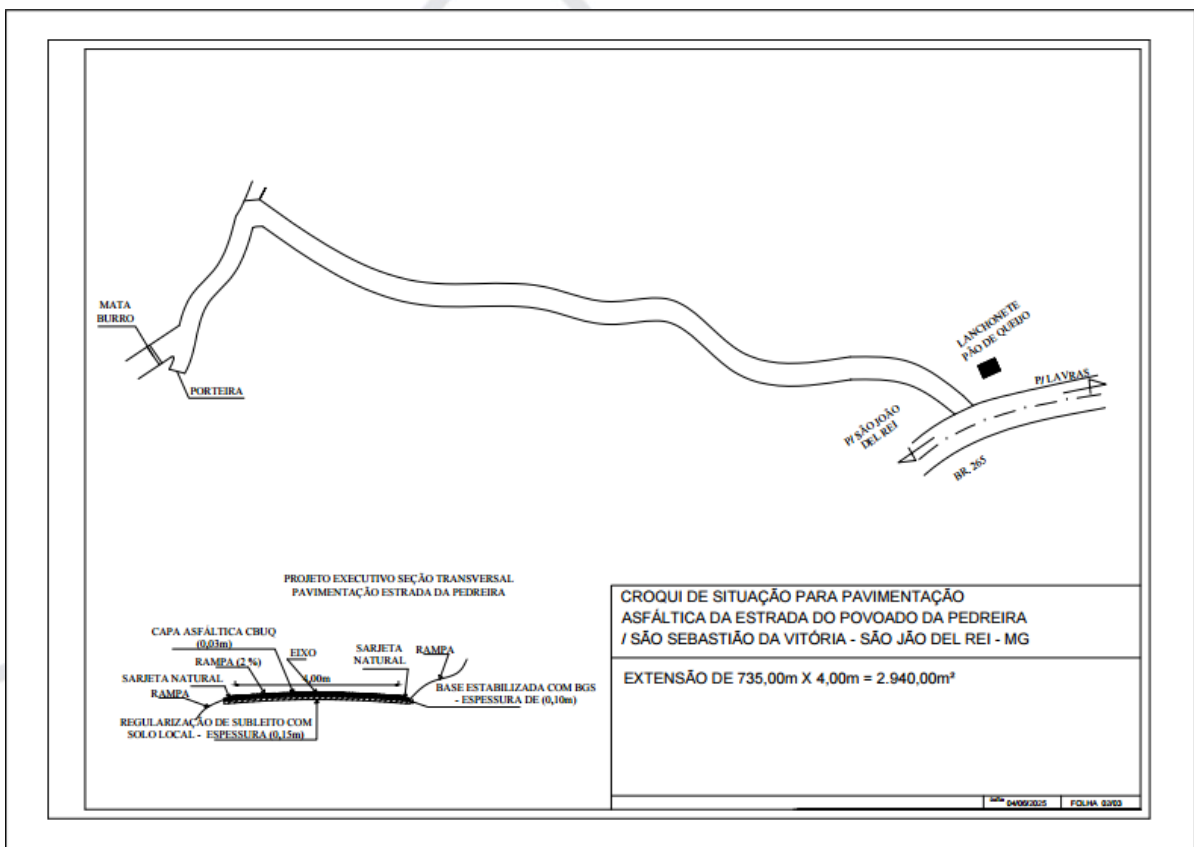 MATA
BURRO
PORTEIRA
LANCHONETE
PÃO DE QUEIJO
P/ LAVRAS
P/ SÃO JOÃO
DEL REI
BR. 265
PROJETO EXECUTIVO SEÇÃO TRANSVERSAL
PAVIMENTAÇÃO ESTRADA DA PEDREIRA
CAPA ASFÁLTICA CBUQ
(0,03m)
EIXO
SARJETA
NATURAL
RAMPA
RAMPA (2 %)
4,00m
SARJETA NATURAL
RAMPA
BASE ESTABILIZADA COM BGS
- ESPESSURA DE (0,10m)
REGULARIZAÇÃO DE SUBLEITO COM
SOLO LOCAL - ESPESSURA (0,15m)
CROQUI DE SITUAÇÃO PARA PAVIMENTAÇÃO
ASFÁLTICA DA ESTRADA DO POVOADO DA PEDREIRA
/ SÃO SEBASTIÃO DA VITÓRIA - SÃO JÃO DEL REI - MG
EXTENSÃO DE 735,00m X 4,00m = 2.940,00m²
04/06/2025
FOLHA 02/03